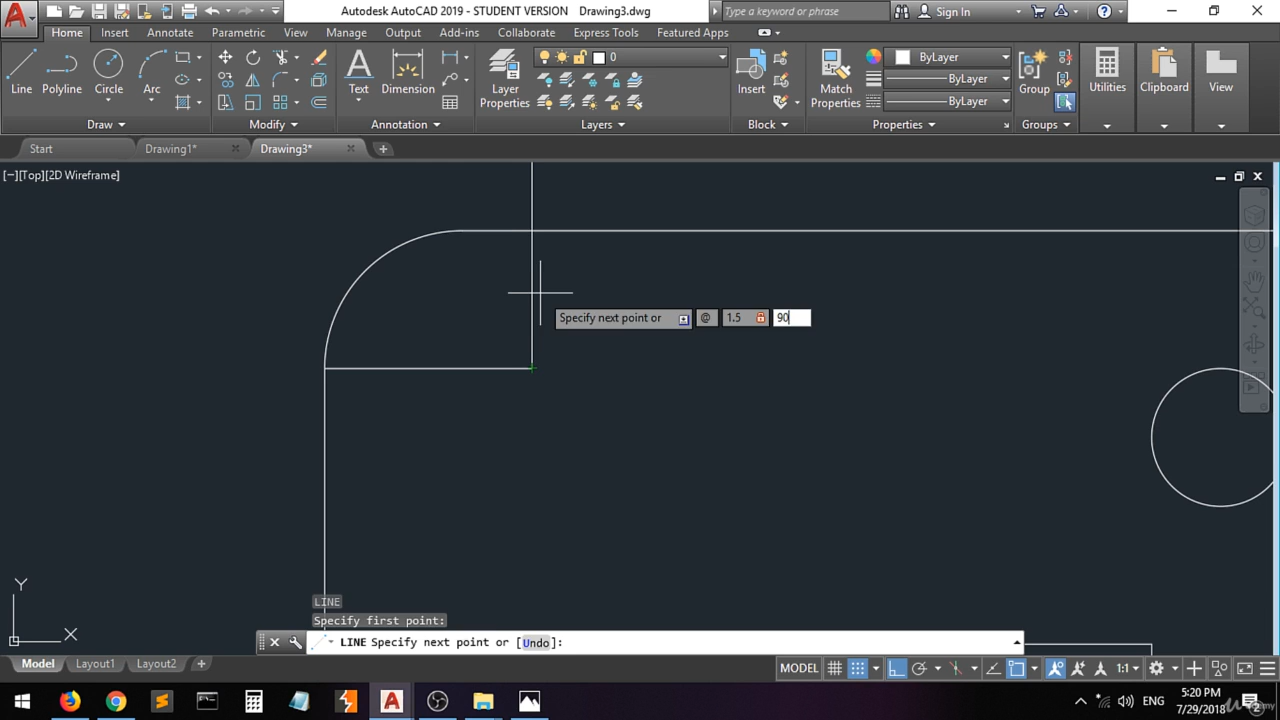 Autodesk AutoCAD 2019 - STUDENT VERSION Drawing3.dwg
Type a keyword or phrase
Sign In
Home Insert Annotate Parametric View Manage Output Add-ins Collaborate Express Tools Featured Apps
Line Polyline Circle Arc
Text Dimension
Layer Properties
0
Insert
Match Properties
ByLayer
ByLayer
ByLayer
Group Utilities Clipboard View
Draw Modify Annotation Layers Block Properties Groups
Start Drawing1* Drawing3*
[−][Top][2D Wireframe]
Specify next point or @ 1.5 90
Y
X
LINE
Specify first point:
LINE Specify next point or [Undo]:
Model Layout1 Layout2
MODEL 1:1
ENG
5:20 PM
7/29/2018
2